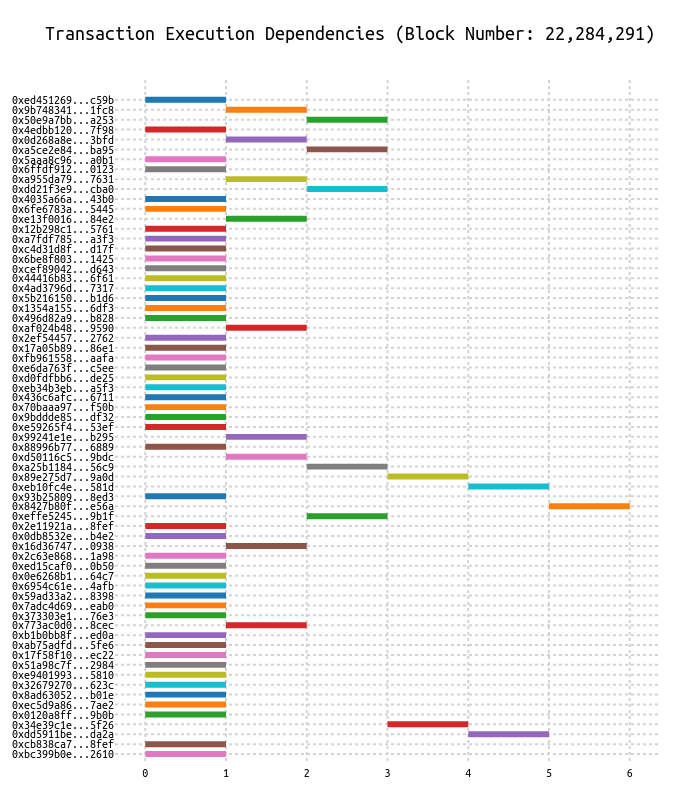 Transaction Execution Dependencies (Block Number: 22,284,291)
0xed451269...c59b
0x9b748341...1fc8
0x50e9a7bb...a253
0x4edbb120...7f98
0x0d268a8e...3bfd
0xa5ce2e84...ba95
0x5aaa8c96...a0b1
0x6ffdf912...0123
0xa955da79...7631
0xdd21f3e9...cba0
0x4035a66a...43b0
0x6fe6783a...5445
0xe13f0016...84e2
0x12b298c1...5761
0xa7fdf785...a3f3
0xc4d31d8f...d17f
0x6be8f803...1425
0xcef89042...d643
0x44416b83...6f61
0x4ad3796d...7317
0x5b216150...b1d6
0x1354a155...6df3
0x496d82a9...b828
0xaf024b48...9590
0x2ef54457...2762
0x17a05b89...86e1
0xfb961558...aafa
0xe6da763f...c5ee
0xd0fdfbb6...de25
0xeb34b3eb...a5f3
0x436c6afc...6711
0x70baaa97...f50b
0x9bddde85...df32
0xe59265f4...53ef
0x99241e1e...b295
0x88996b77...6889
0xd50116c5...9bdc
0xa25b1184...56c9
0x89e275d7...9a0d
0xeb10fc4e...581d
0x93b25809...8ed3
0x8427b80f...e56a
0xeffe5245...9b1f
0x2e11921a...8fef
0x0db8532e...b4e2
0x16d36747...0938
0x2c63e868...1a98
0xed15caf0...0b50
0x0e6268b1...64c7
0x6954c61e...4afb
0x59ad33a2...8398
0x7adc4d69...eab0
0x373303e1...76e3
0x773ac0d0...8cec
0xb1b0bb8f...ed0a
0xab75adfd...5fe6
0x17f58f10...ec22
0x51a98c7f...2984
0xe9401993...5810
0x32679270...623c
0x8ad63052...b01e
0xec5d9a86...7ae2
0x0120a8ff...9b0b
0x34e39c1e...5f26
0xdd5911be...da2a
0xcb838ca7...8fef
0xbc399b0e...2610
0 1 2 3 4 5 6